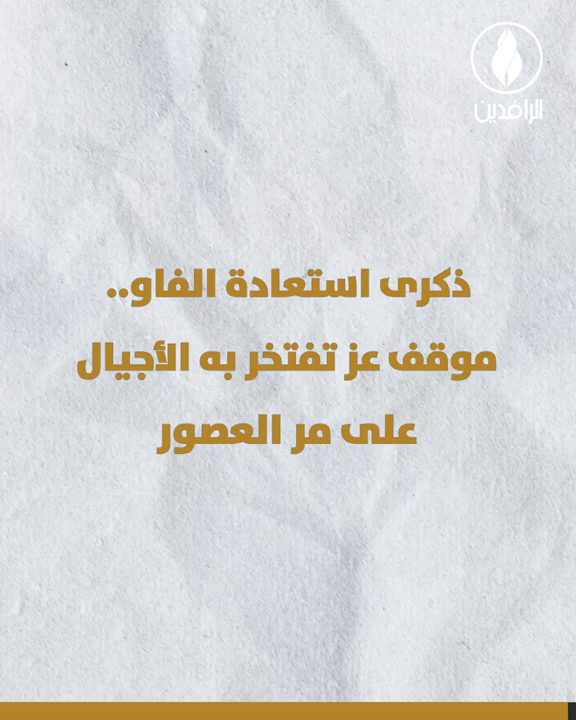 الرافدين
ذكرى استعادة الفاو..
موقف عز تفتخر به الأجيال
على مر العصور